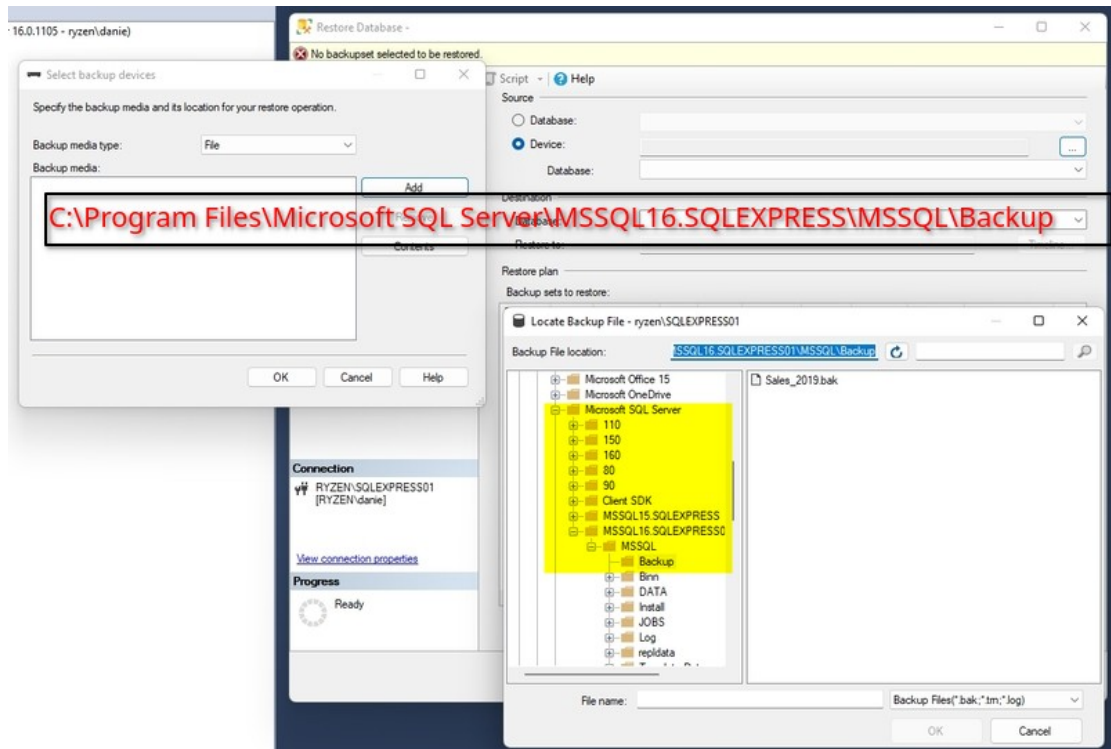 16.0.1105 - ryzen\danie)
Restore Database -
No backupset selected to be restored.
Select backup devices
Script
Help
Specify the backup media and its location for your restore operation.
Backup media type:
File
Backup media:
Add
Contents
OK
Cancel
Help
Source
Database:
Device:
...
Database:
Destination
C:\Program Files\Microsoft SQL Server\MSSQL16.SQLEXPRESS\MSSQL\Backup
Database:
Restore to:
Timeline...
Restore plan
Backup sets to restore:
Locate Backup File - ryzen\SQLEXPRESS01
Backup File location:
MSSQL16.SQLEXPRESS01\MSSQL\Backup
Microsoft Office 15
Microsoft OneDrive
Microsoft SQL Server
110
150
160
80
90
Client SDK
MSSQL15.SQLEXPRESS
MSSQL16.SQLEXPRESS0
MSSQL
Backup
Binn
DATA
Install
JOBS
Log
repldata
Sales_2019.bak
File name:
Backup Files(*.bak;*.trn;*.log)
OK
Cancel
Connection
RYZEN\SQLEXPRESS01
[RYZEN\danie]
View connection properties
Progress
Ready